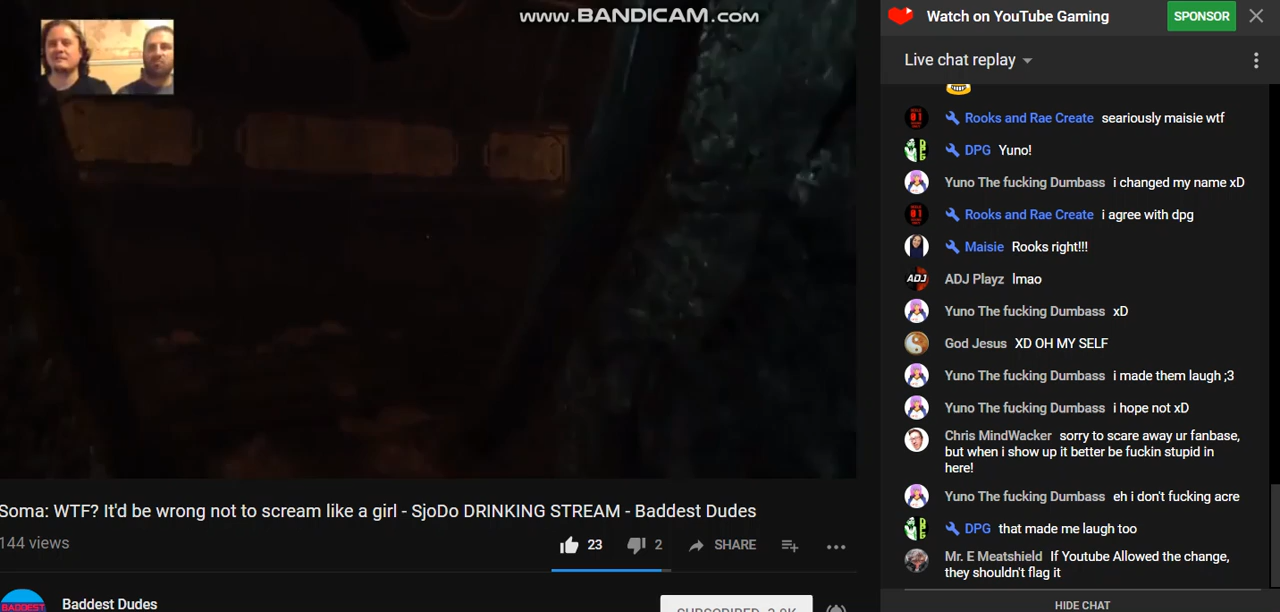 www.BANDICAM.com
Watch on YouTube Gaming
SPONSOR
Live chat replay
Rooks and Rae Create seariously maisie wtf
DPG Yuno!
Yuno The fucking Dumbass i changed my name xD
Rooks and Rae Create i agree with dpg
Maisie Rooks right!!!
ADJ ADJ Playz lmao
Yuno The fucking Dumbass xD
God Jesus XD OH MY SELF
Yuno The fucking Dumbass i made them laugh ;3
Yuno The fucking Dumbass i hope not xD
Chris MindWacker sorry to scare away ur fanbase,
but when i show up it better be fuckin stupid in
here!
Yuno The fucking Dumbass eh i don't fucking acre
DPG that made me laugh too
Mr. E Meatshield If Youtube Allowed the change,
they shouldn't flag it
HIDE CHAT
Soma: WTF? It'd be wrong not to scream like a girl - SjoDo DRINKING STREAM - Baddest Dudes
144 views
23
2
SHARE
BADDEST
Baddest Dudes
SUBSCRIBED